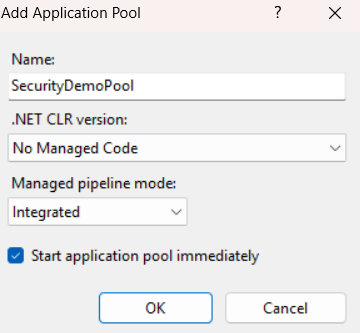 Add Application Pool
?
Name:
SecurityDemoPool
.NET CLR version:
No Managed Code
Managed pipeline mode:
Integrated
Start application pool immediately
OK
Cancel